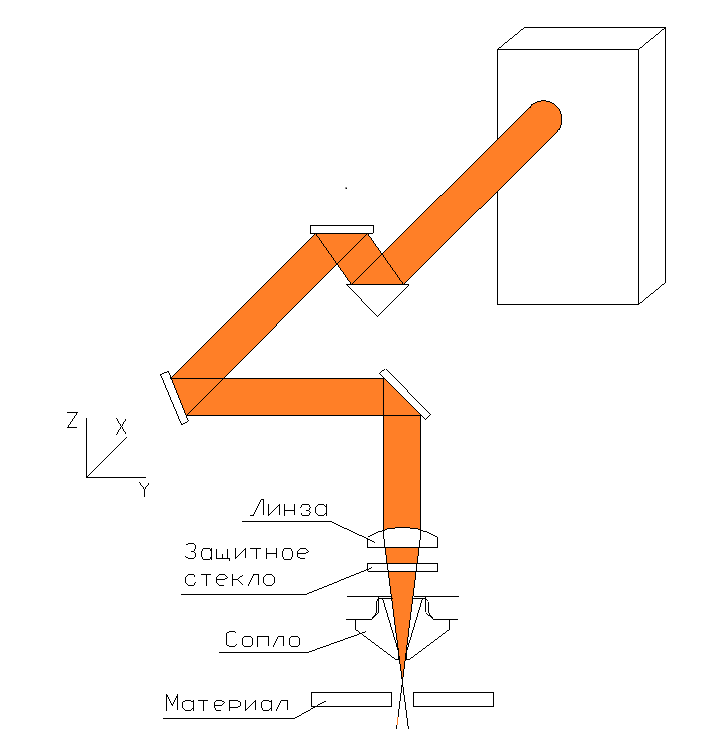 Z
X
Y
Линза
Защитное
стекло
Сопло
Материал